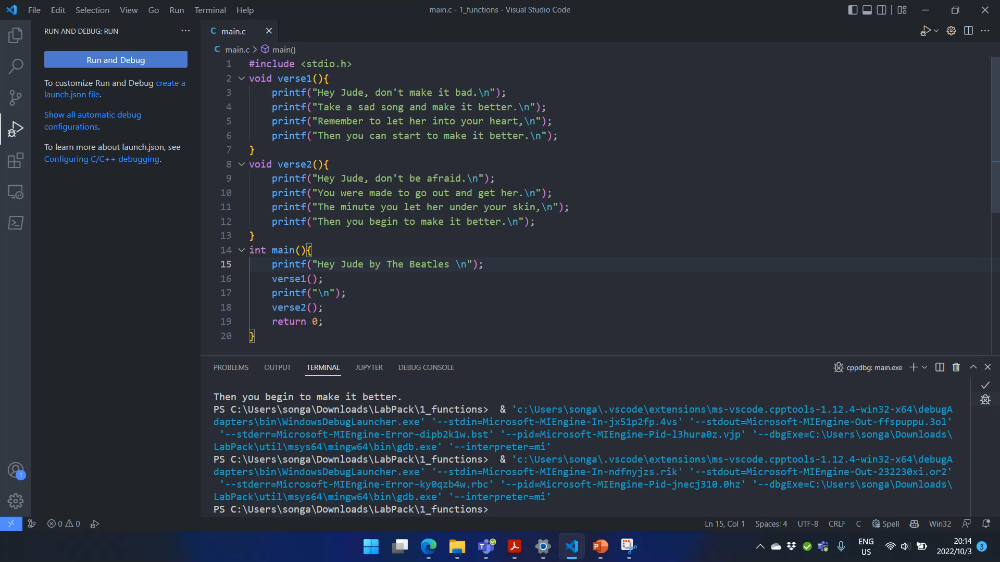 File Edit Selection View Go Run Terminal Help
main.c - 1_functions - Visual Studio Code
RUN AND DEBUG: RUN
Run and Debug
To customize Run and Debug create a
launch.json file.
Show all automatic debug
configurations.
To learn more about launch.json, see
Configuring C/C++ debugging.
C main.c
C main.c > main()
1 #include <stdio.h>
2 void verse1(){
3 printf("Hey Jude, don't make it bad.\n");
4 printf("Take a sad song and make it better.\n");
5 printf("Remember to let her into your heart,\n");
6 printf("Then you can start to make it better.\n");
7 }
8 void verse2(){
9 printf("Hey Jude, don't be afraid.\n");
10 printf("You were made to go out and get her.\n");
11 printf("The minute you let her under your skin,\n");
12 printf("Then you begin to make it better.\n");
13 }
14 int main(){
15 printf("Hey Jude by The Beatles \n");
16 verse1();
17 printf("\n");
18 verse2();
19 return 0;
20 }
PROBLEMS OUTPUT TERMINAL JUPYTER DEBUG CONSOLE
cppdbg: main.exe
Then you begin to make it better.
PS C:\Users\songa\Downloads\LabPack\1_functions> & 'c:\Users\songa\.vscode\extensions\ms-vscode.cpptools-1.12.4-win32-x64\debugA
dapters\bin\WindowsDebugLauncher.exe' '--stdin=Microsoft-MIEngine-In-jx51p2fp.4vs' '--stdout=Microsoft-MIEngine-Out-ffspuppu.3ol'
'--stderr=Microsoft-MIEngine-Error-dipb2k1w.bst' '--pid=Microsoft-MIEngine-Pid-l3hura0z.vjp' '--dbgExe=C:\Users\songa\Downloads\
LabPack\util\msys64\mingw64\bin\gdb.exe' '--interpreter=mi'
PS C:\Users\songa\Downloads\LabPack\1_functions> & 'c:\Users\songa\.vscode\extensions\ms-vscode.cpptools-1.12.4-win32-x64\debugA
dapters\bin\WindowsDebugLauncher.exe' '--stdin=Microsoft-MIEngine-In-ndfnyjzs.rik' '--stdout=Microsoft-MIEngine-Out-232230xi.or2'
'--stderr=Microsoft-MIEngine-Error-ky0qzb4w.rbc' '--pid=Microsoft-MIEngine-Pid-jnecj310.0hz' '--dbgExe=C:\Users\songa\Downloads\
LabPack\util\msys64\mingw64\bin\gdb.exe' '--interpreter=mi'
PS C:\Users\songa\Downloads\LabPack\1_functions>
1
0 0
Ln 15, Col 1 Spaces: 4 UTF-8 CRLF C Spell Win32
ENG
US
20:14
2022/10/3
3